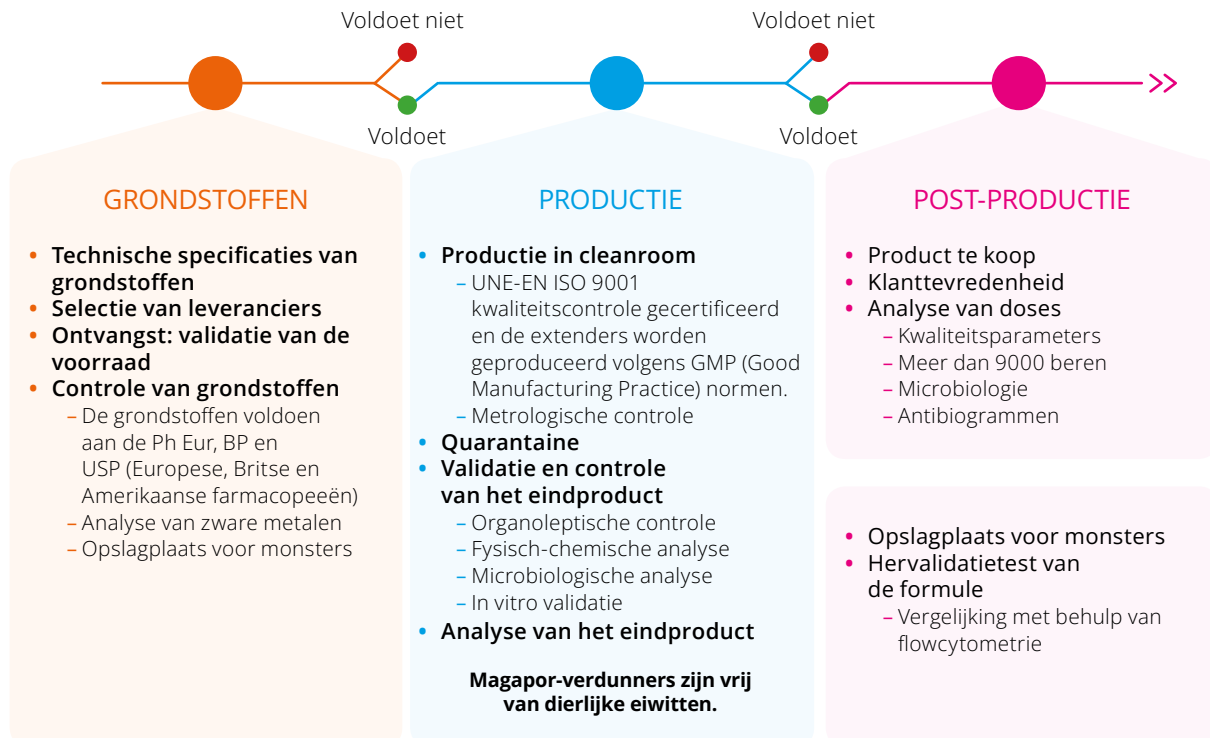 Voldoet niet
Voldoet niet
Voldoet
Voldoet
GRONDSTOFFEN
• Technische specificaties van
grondstoffen
• Selectie van leveranciers
• Ontvangst: validatie van de
voorraad
• Controle van grondstoffen
– De grondstoffen voldoen
aan de Ph Eur, BP en
USP (Europese, Britse en
Amerikaanse farmacopeeën)
– Analyse van zware metalen
– Opslagplaats voor monsters
PRODUCTIE
• Productie in cleanroom
– UNE-EN ISO 9001
kwaliteitscontrole gecertificeerd
en de extenders worden
geproduceerd volgens GMP (Good
Manufacturing Practice) normen.
– Metrologische controle
• Quarantaine
• Validatie en controle
van het eindproduct
– Organoleptische controle
– Fysisch-chemische analyse
– Microbiologische analyse
– In vitro validatie
• Analyse van het eindproduct
Magapor-verdunners zijn vrij
van dierlijke eiwitten.
POST-PRODUCTIE
• Product te koop
• Klanttevredenheid
• Analyse van doses
– Kwaliteitsparameters
– Meer dan 9000 beren
– Microbiologie
– Antibiogrammen
• Opslagplaats voor monsters
• Hervalidatietest van
de formule
– Vergelijking met behulp van
flowcytometrie